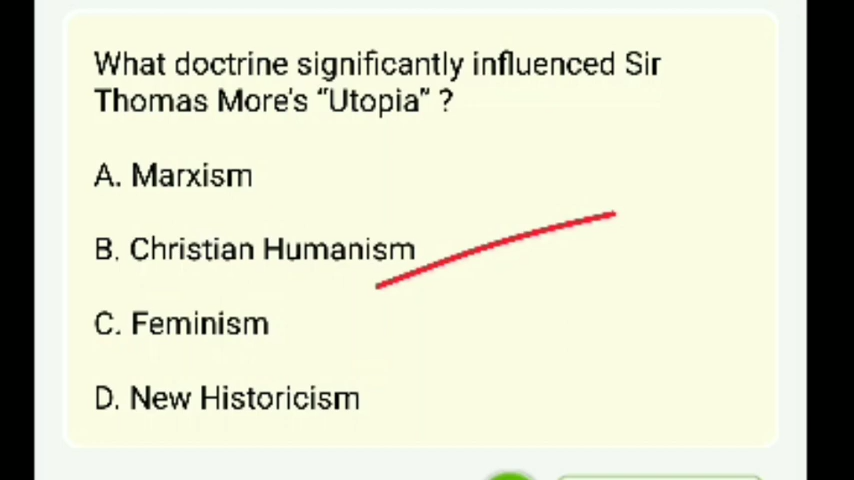 What doctrine significantly influenced Sir
Thomas More's “Utopia” ?
A. Marxism
B. Christian Humanism
C. Feminism
D. New Historicism